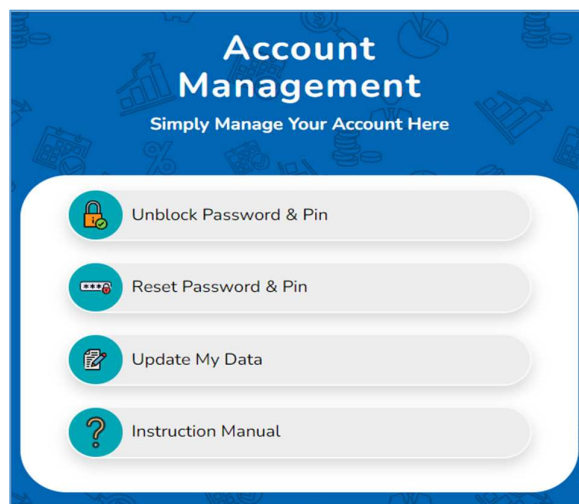 Account
Management
Simply Manage Your Account Here
Unblock Password & Pin
Reset Password & Pin
Update My Data
Instruction Manual